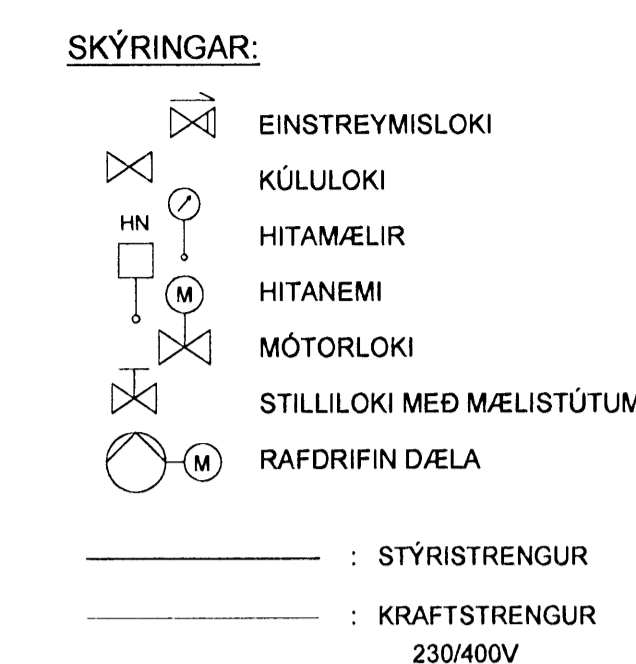 SKÝRINGAR:
EINSTREYMISLOKI
KÚLULOKI
HN
HITAMÆLIR
M HITANEMI
MÓTORLOKI
STILLILOKI MEÐ MÆLISTÚTUM
M RAFDRIFIN DÆLA
: STÝRISTRENGUR
: KRAFTSTRENGUR
230/400V